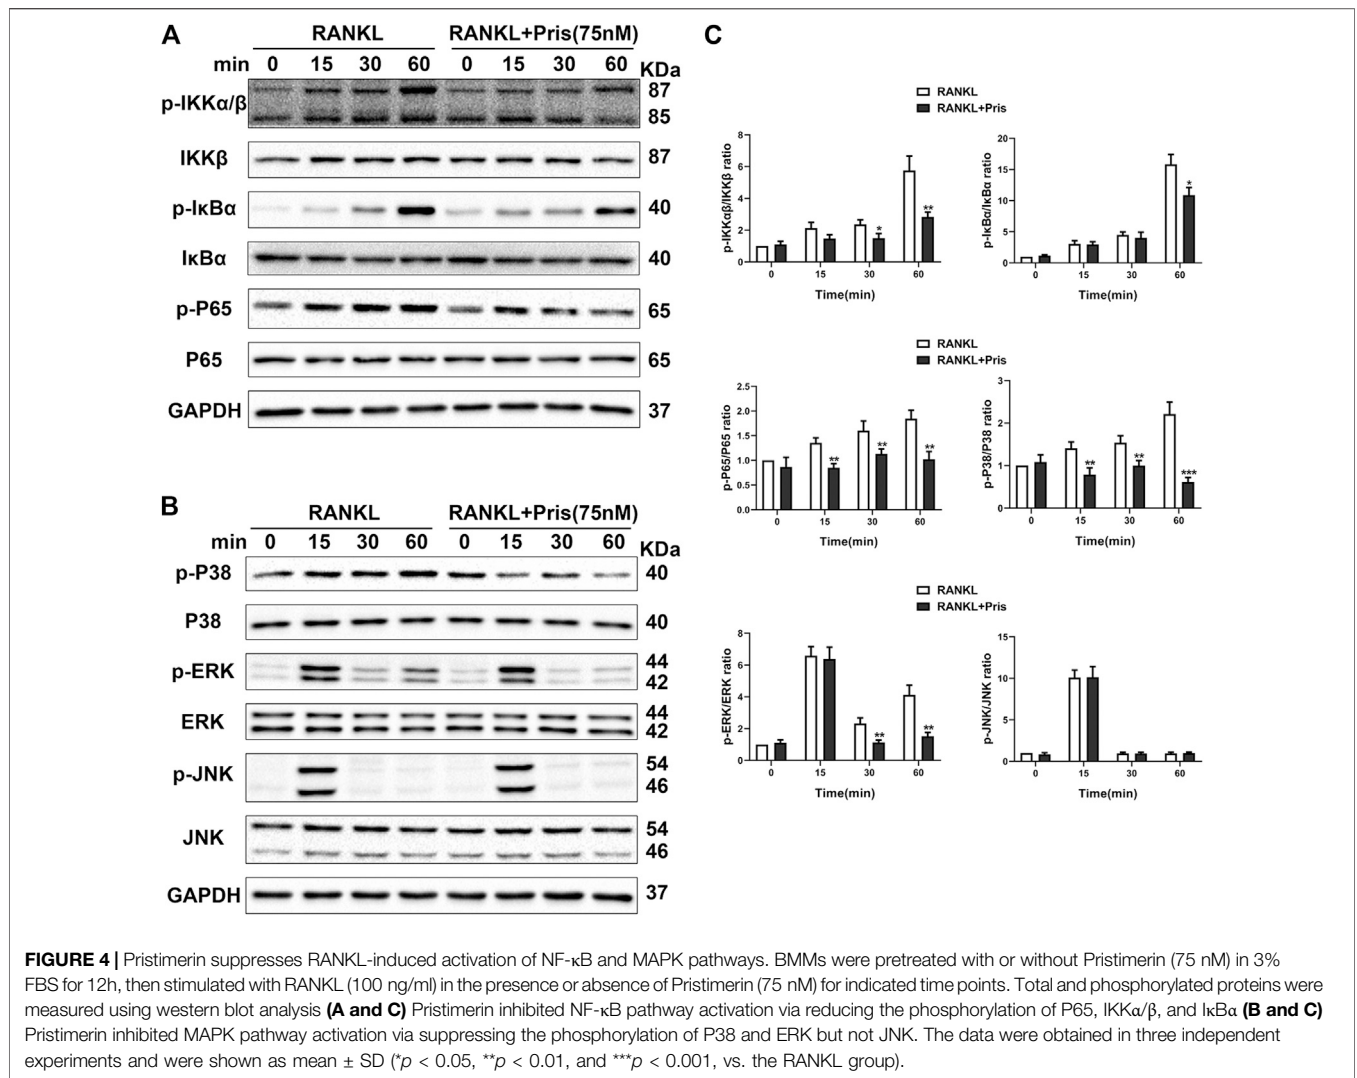 A
RANKL RANKL+Pris(75nM)
min 0 15 30 60 0 15 30 60 KDa
p-IKKα/β 87
85
IKKβ 87
p-IκBα 40
IκBα 40
p-P65 65
P65 65
GAPDH 37
B
RANKL RANKL+Pris(75nM)
min 0 15 30 60 0 15 30 60 KDa
p-P38 40
P38 40
p-ERK 44
42
ERK 44
42
p-JNK 54
46
JNK 54
46
GAPDH 37
C
RANKL
RANKL+Pris
p-IKKαβ/IKKβ ratio
8
6
4
2
0
* **
0 15 30 60
Time(min)
p-IκBα/IκBα ratio
20
15
10
5
0
*
0 15 30 60
Time(min)
RANKL
RANKL+Pris
p-P65/P65 ratio
2.5
2.0
1.5
1.0
0.5
0.0
** ** **
0 15 30 60
Time(min)
p-P38/P38 ratio
3
2
1
0
** ** ***
0 15 30 60
Time(min)
RANKL
RANKL+Pris
p-ERK/ERK ratio
8
6
4
2
0
** **
0 15 30 60
Time(min)
p-JNK/JNK ratio
15
10
5
0
0 15 30 60
Time(min)
FIGURE 4 | Pristimerin suppresses RANKL-induced activation of NF-κB and MAPK pathways. BMMs were pretreated with or without Pristimerin (75 nM) in 3%
FBS for 12h, then stimulated with RANKL (100 ng/ml) in the presence or absence of Pristimerin (75 nM) for indicated time points. Total and phosphorylated proteins were
measured using western blot analysis (A and C) Pristimerin inhibited NF-κB pathway activation via reducing the phosphorylation of P65, IKKα/β, and IκBα (B and C)
Pristimerin inhibited MAPK pathway activation via suppressing the phosphorylation of P38 and ERK but not JNK. The data were obtained in three independent
experiments and were shown as mean ± SD (*p < 0.05, **p < 0.01, and ***p < 0.001, vs. the RANKL group).